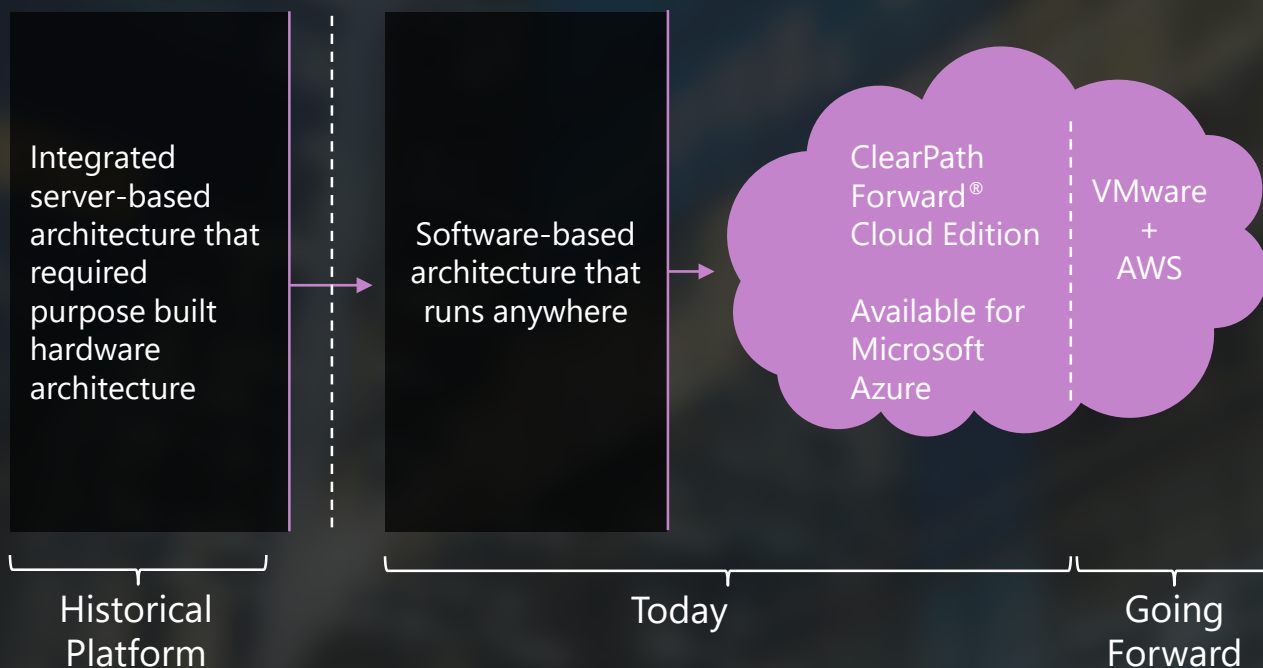 Integrated
server-based
architecture that
required
purpose built
hardware
architecture
Software-based
architecture that
runs anywhere
ClearPath
Forward®
Cloud Edition
Available for
Microsoft
Azure
VMware
+
AWS
Historical
Platform
Today
Going
Forward